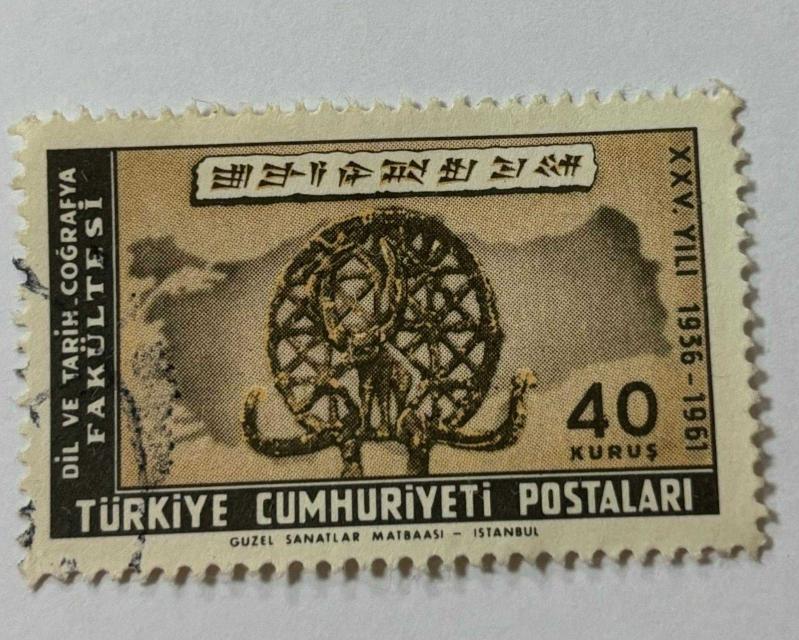 DİL VE TARİH-COĞRAFYA
FAKÜLTESİ
XXV. YILI 1936-1961
40
KURUŞ
TÜRKİYE CUMHURİYETİ POSTALARI
GUZEL SANATLAR MATBAASI - ISTANBUL